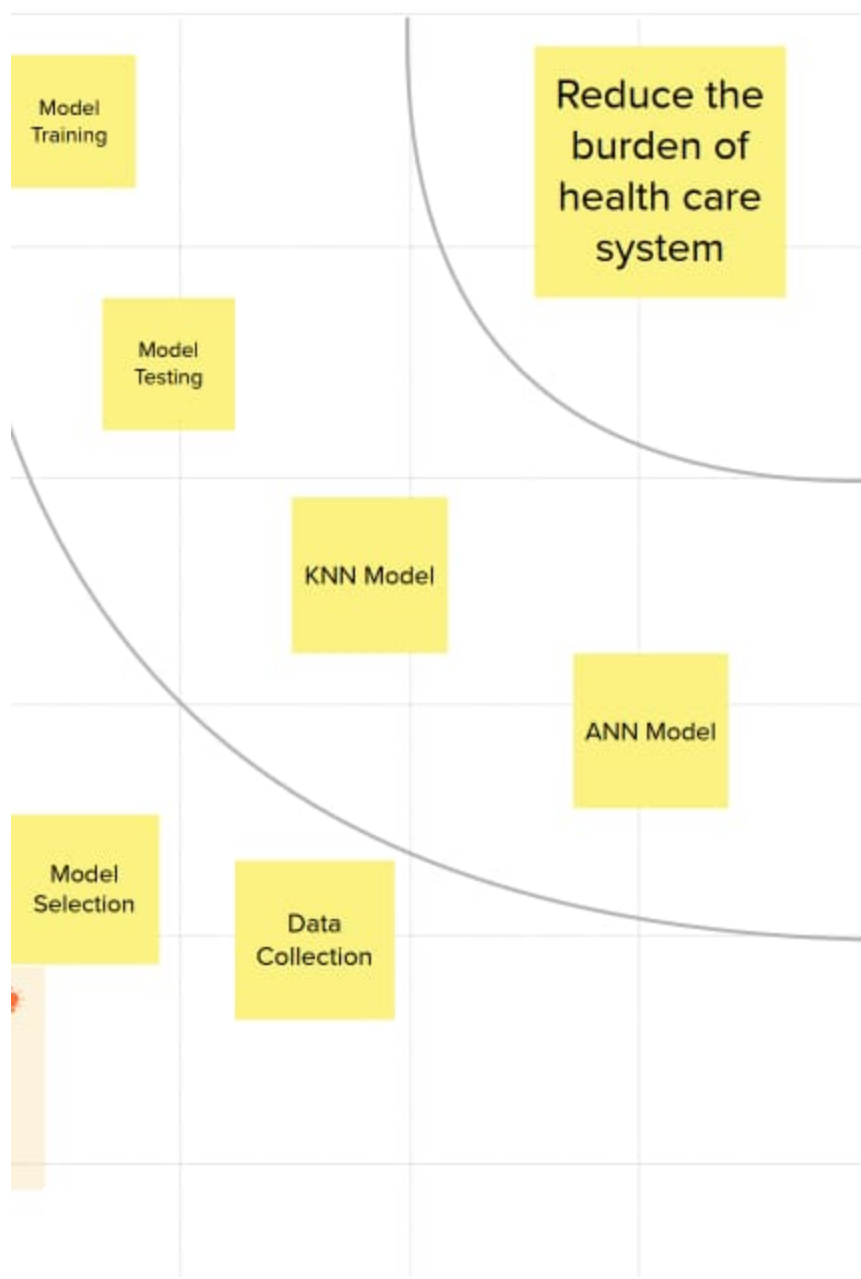 Model
Training
Reduce the
burden of
health care
system
Model
Testing
KNN Model
ANN Model
Model
Selection
Data
Collection